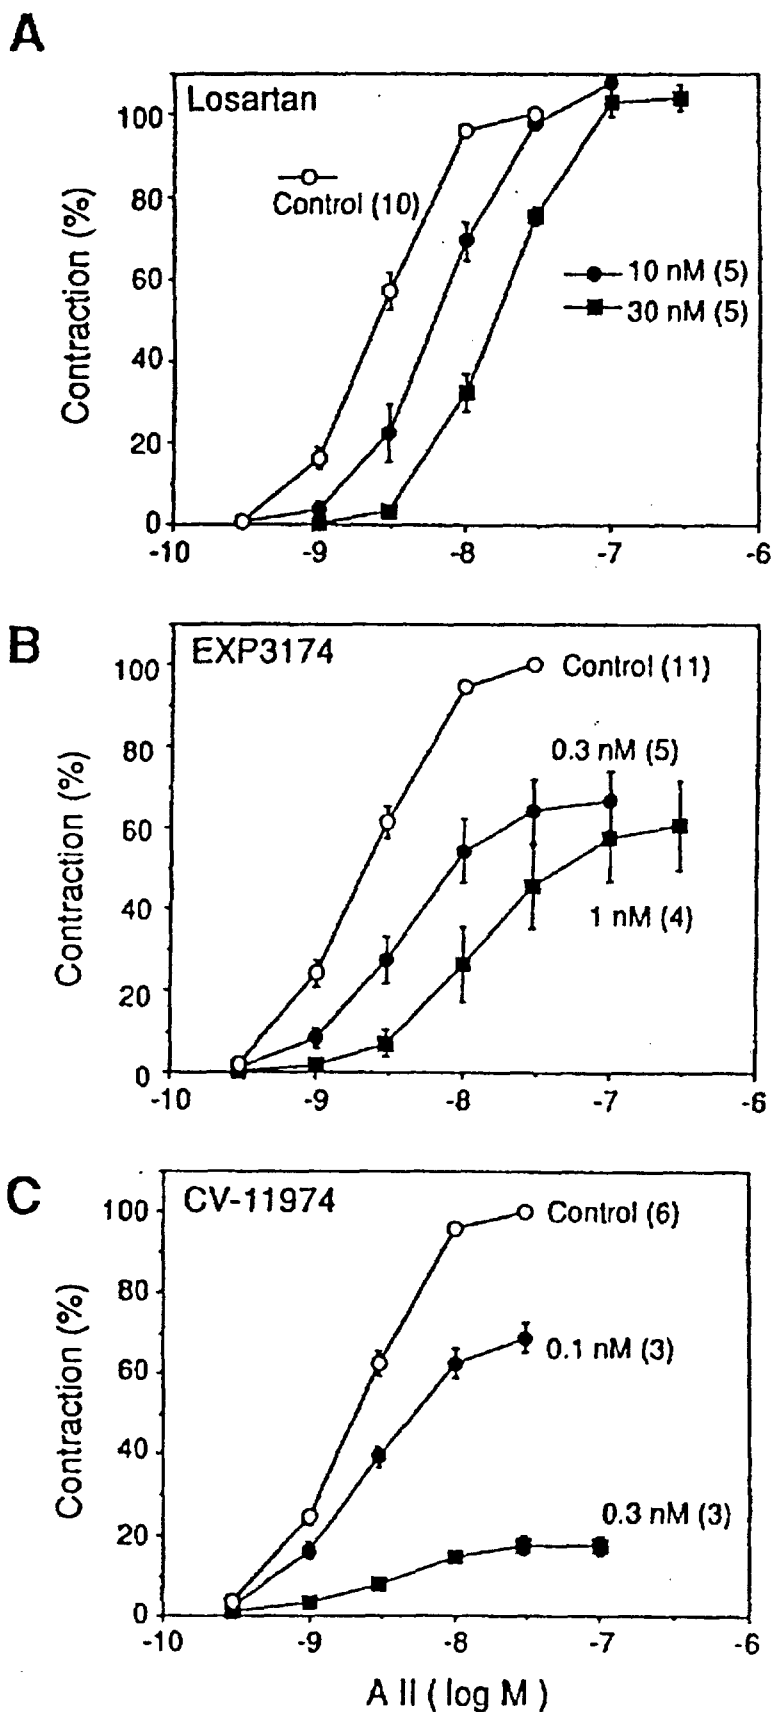 A
Losartan
Control (10)
10 nM (5)
30 nM (5)
Contraction (%)
100
80
60
40
20
0
-10
-9
-8
-7
-6
B
EXP3174
Control (11)
0.3 nM (5)
1 nM (4)
Contraction (%)
100
80
60
40
20
0
-10
-9
-8
-7
-6
C
CV-11974
Control (6)
0.1 nM (3)
0.3 nM (3)
Contraction (%)
100
80
60
40
20
0
-10
-9
-8
-7
-6
A II ( log M )